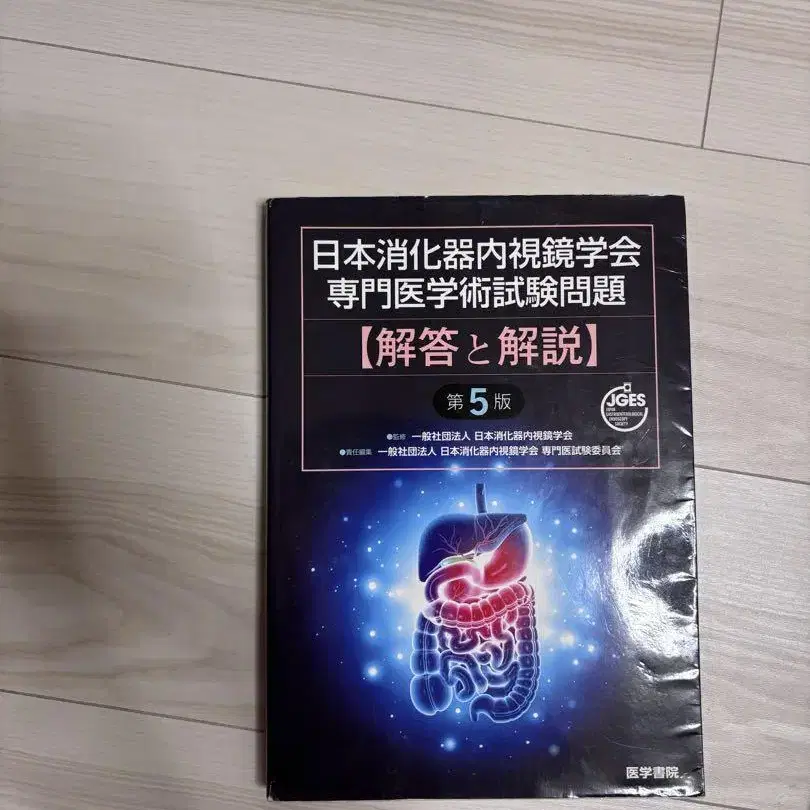 日本消化器内視鏡学会
専門医学術試験問題
【解答と解説】
第5版
JGES
JAPAN
GASTROENTEROLOGICAL
ENDOSCOPY
SOCIETY
●監修 一般社団法人 日本消化器内視鏡学会
●責任編集 一般社団法人 日本消化器内視鏡学会 専門医試験委員会
医学書院